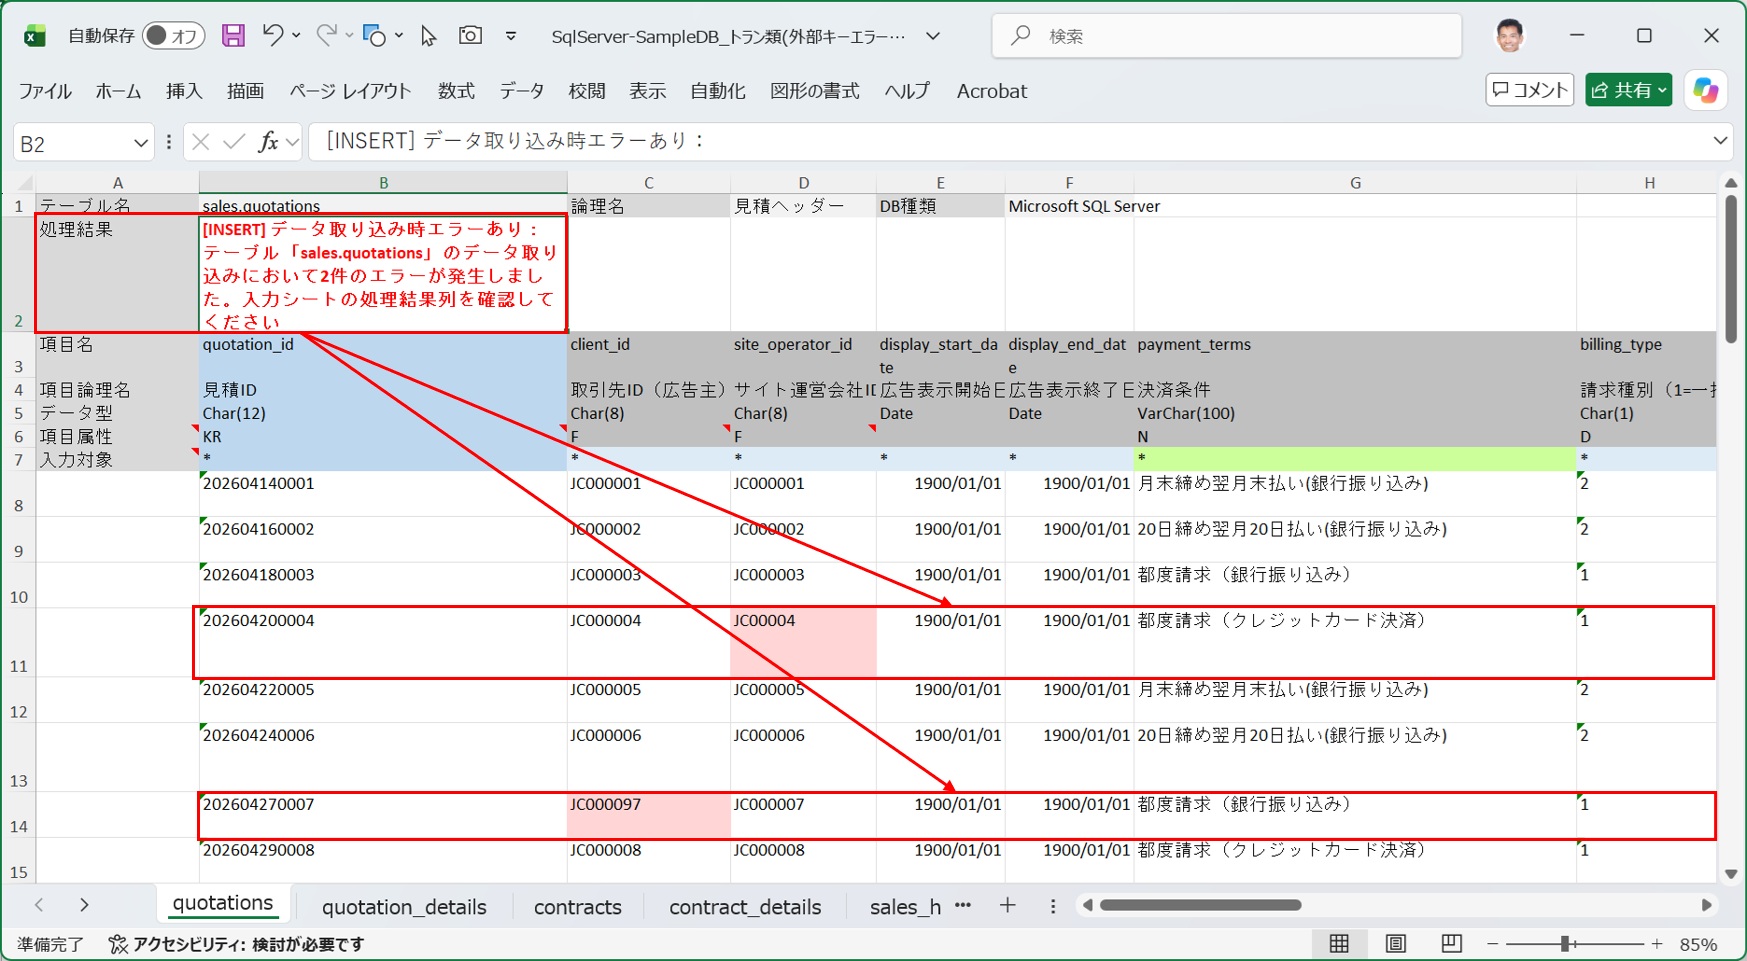 自動保存 オフ SqlServer-SampleDB_トラン類(外部キーエラー… 検索
ファイル ホーム 挿入 描画 ページ レイアウト 数式 データ 校閲 表示 自動化 図形の書式 ヘルプ Acrobat コメント 共有
B2 fx [INSERT] データ取り込み時エラーあり：
A B C D E F G H
1 テーブル名 sales.quotations 論理名 見積ヘッダー DB種類 Microsoft SQL Server
処理結果 [INSERT] データ取り込み時エラーあり：
テーブル「sales.quotations」のデータ取り
込みにおいて2件のエラーが発生しまし
た。入力シートの処理結果列を確認して
2 ください
項目名 quotation_id client_id site_operator_id display_start_da display_end_dat payment_terms billing_type
3 te e
4 項目論理名 見積ID 取引先ID（広告主） サイト運営会社ID 広告表示開始日 広告表示終了日 決済条件 請求種別（1=一括
5 データ型 Char(12) Char(8) Char(8) Date Date VarChar(100) Char(1)
6 項目属性 KR F F N D
7 入力対象 * * * * * * *
8 202604140001 JC000001 JC000001 1900/01/01 1900/01/01 月末締め翌月末払い(銀行振り込み) 2
9 202604160002 JC000002 JC000002 1900/01/01 1900/01/01 20日締め翌月20日払い(銀行振り込み) 2
10 202604180003 JC000003 JC000003 1900/01/01 1900/01/01 都度請求（銀行振り込み） 1
11 202604200004 JC000004 JC00004 1900/01/01 1900/01/01 都度請求（クレジットカード決済） 1
12 202604220005 JC000005 JC000005 1900/01/01 1900/01/01 月末締め翌月末払い(銀行振り込み) 2
13 202604240006 JC000006 JC000006 1900/01/01 1900/01/01 20日締め翌月20日払い(銀行振り込み) 2
14 202604270007 JC000097 JC000007 1900/01/01 1900/01/01 都度請求（銀行振り込み） 1
15 202604290008 JC000008 JC000008 1900/01/01 1900/01/01 都度請求（クレジットカード決済） 1
quotations quotation_details contracts contract_details sales_h …
準備完了 アクセシビリティ: 検討が必要です 85%